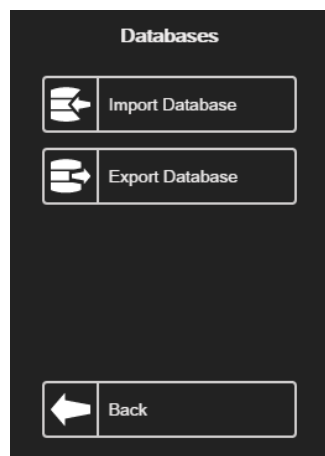 Databases
Import Database
Export Database
Back